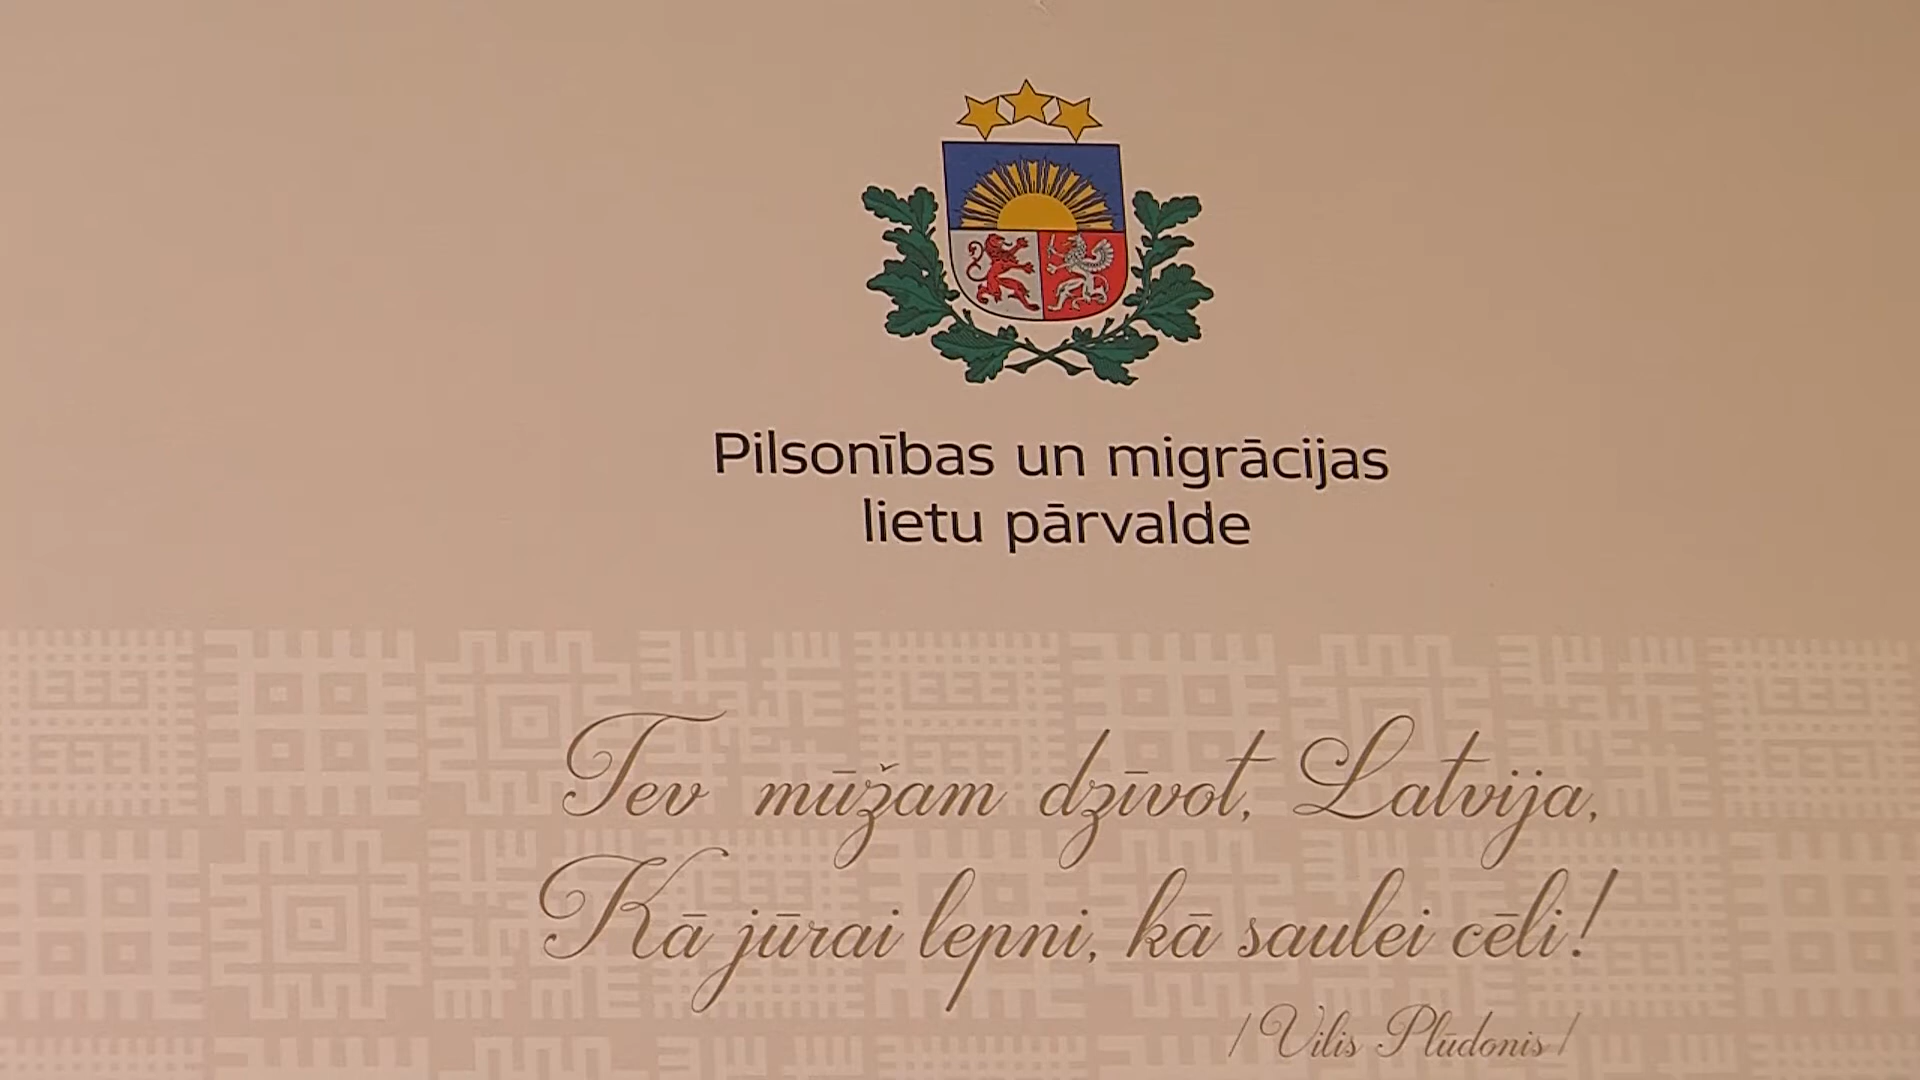 Pilsonības un migrācijas
lietu pārvalde
Tev mūžam dzīvot, Latvija,
Kā jūrai lepni, kā saulei cēli!
/Vilis Plūdonis/